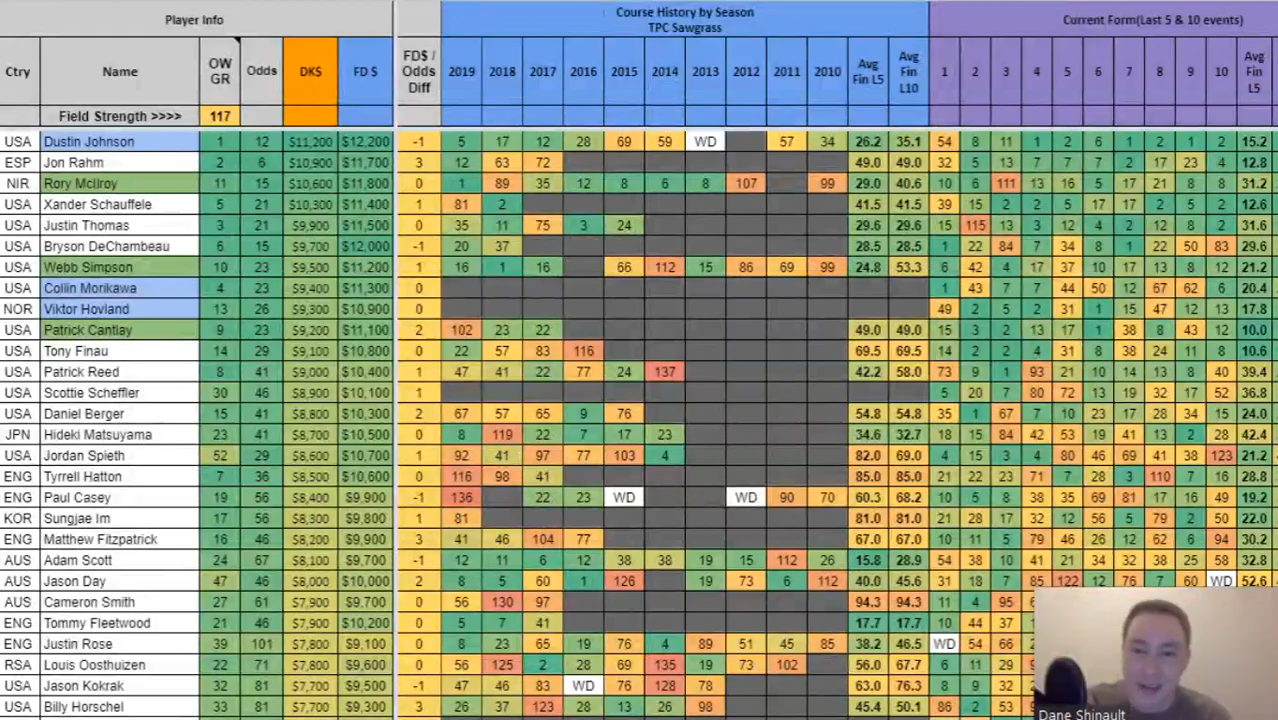 Player Info Course History by Season Current Form(Last 5 & 10 events)
TPC Sawgrass
Ctry Name OW GR Odds DK$ FD $ FD$ / Odds Diff 2019 2018 2017 2016 2015 2014 2013 2012 2011 2010 Avg Fin L5 Avg Fin L10 1 2 3 4 5 6 7 8 9 10 Avg Fin L5
Field Strength >>>> 117
USA Dustin Johnson 1 12 $11,200 $12,200 -1 5 17 12 28 69 59 WD 57 34 26.2 35.1 54 8 11 1 2 6 1 1 1 2 15.2
ESP Jon Rahm 2 6 $10,900 $11,700 3 12 63 72 49.0 49.0 32 5 13 7 7 7 2 17 23 4 12.8
NIR Rory McIlroy 11 15 $10,600 $11,800 0 1 89 35 12 8 6 8 107 99 29.0 40.6 10 6 111 13 16 5 17 21 8 8 31.2
USA Xander Schauffele 5 21 $10,300 $11,400 1 81 2 41.5 41.5 39 15 2 2 5 17 17 2 5 25 12.6
USA Justin Thomas 3 21 $9,900 $11,500 0 35 11 75 3 24 29.6 29.6 15 115 13 3 12 4 2 12 8 2 31.6
USA Bryson DeChambeau 6 15 $9,700 $12,000 -1 20 37 28.5 28.5 1 22 84 7 34 8 1 22 50 83 29.6
USA Webb Simpson 10 23 $9,500 $11,200 1 16 1 16 66 112 15 86 69 99 24.8 53.3 6 42 4 17 37 10 17 13 8 12 21.2
USA Collin Morikawa 4 23 $9,400 $11,300 0 1 43 7 7 44 50 12 67 62 6 20.4
NOR Viktor Hovland 13 26 $9,300 $10,900 0 49 2 5 2 31 1 15 47 12 13 17.8
USA Patrick Cantlay 9 23 $9,200 $11,100 2 102 23 22 49.0 49.0 15 3 2 13 17 1 38 8 43 12 10.0
USA Tony Finau 14 29 $9,100 $10,800 0 22 57 83 116 69.5 69.5 14 2 2 4 31 8 38 24 11 8 10.6
USA Patrick Reed 8 41 $9,000 $10,400 1 47 41 22 77 24 137 42.2 58.0 73 9 1 93 21 4 10 11 10 40 39.4
USA Scottie Scheffler 30 46 $8,900 $10,100 1 5 20 7 80 72 13 19 32 17 52 36.8
USA Daniel Berger 15 41 $8,800 $10,300 2 67 57 65 9 76 54.8 54.8 35 1 67 7 10 23 17 28 34 15 24.0
JPN Hideki Matsuyama 23 41 $8,700 $10,500 0 8 119 22 7 17 23 34.6 32.7 18 15 84 42 53 19 41 13 2 28 42.4
USA Jordan Spieth 52 29 $8,600 $10,700 1 92 41 97 77 103 4 82.0 69.0 4 15 3 4 80 46 69 41 38 123 21.2
ENG Tyrrell Hatton 7 36 $8,500 $10,600 0 116 98 41 85.0 85.0 21 22 23 71 7 28 3 110 7 16 28.8
ENG Paul Casey 19 56 $8,400 $9,900 -1 136 22 23 WD WD 90 70 60.3 68.2 10 5 8 38 35 69 81 17 16 49 19.2
KOR Sungjae Im 17 56 $8,300 $9,800 1 81 81.0 81.0 21 28 17 32 12 56 5 79 2 50 22.0
ENG Matthew Fitzpatrick 16 46 $8,200 $9,900 3 41 46 104 77 67.0 67.0 10 11 5 79 46 26 12 62 6 94 30.2
AUS Adam Scott 24 67 $8,100 $9,700 -1 12 11 6 12 38 38 19 15 112 26 15.8 28.9 54 38 10 41 21 34 32 38 25 58 32.8
AUS Jason Day 47 46 $8,000 $10,000 2 8 5 60 1 126 19 73 6 112 40.0 45.6 31 18 7 85 122 12 76 7 60 WD 52.6
AUS Cameron Smith 27 61 $7,900 $9,700 0 56 130 97 94.3 94.3 11 4 95
ENG Tommy Fleetwood 21 46 $7,900 $10,200 0 5 7 41 17.7 17.7 10 44 37
ENG Justin Rose 39 101 $7,800 $9,100 0 8 23 65 19 76 4 89 51 45 85 38.2 46.5 WD 54 66
RSA Louis Oosthuizen 22 71 $7,800 $9,600 0 56 125 2 28 69 135 19 73 102 56.0 67.7 6 11 29
USA Jason Kokrak 32 81 $7,700 $9,500 -1 47 46 83 WD 76 128 78 63.0 76.3 8 9 32
USA Billy Horschel 33 81 $7,700 $9,300 3 26 37 123 28 13 26 98 45.4 50.1 86 2
Dane Shinault